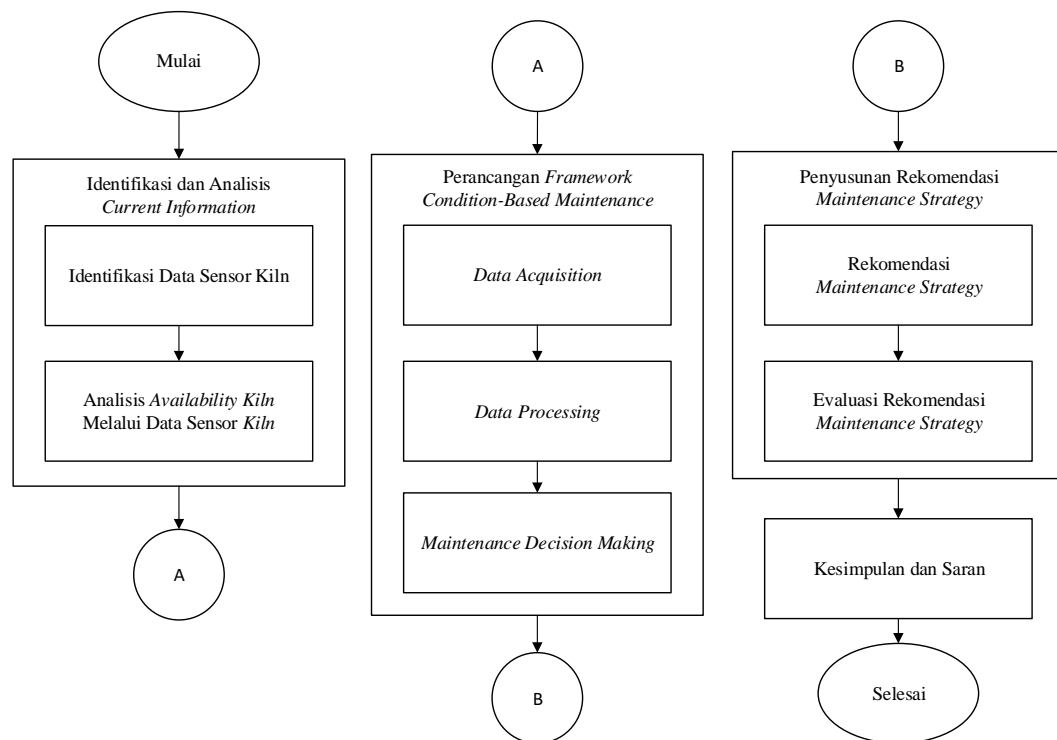 Mulai
Identifikasi dan Analisis
Current Information
Identifikasi Data Sensor Kiln
Analisis Availability Kiln
Melalui Data Sensor Kiln
A
A
Perancangan Framework
Condition-Based Maintenance
Data Acquisition
Data Processing
Maintenance Decision Making
B
B
Penyusunan Rekomendasi
Maintenance Strategy
Rekomendasi
Maintenance Strategy
Evaluasi Rekomendasi
Maintenance Strategy
Kesimpulan dan Saran
Selesai